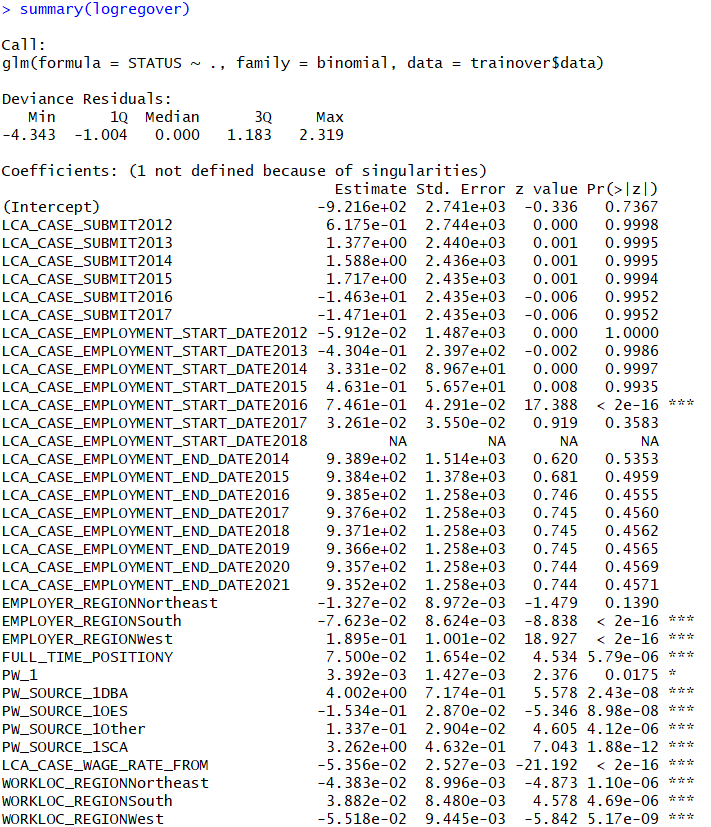 > summary(logregover)
Call:
glm(formula = STATUS ~ ., family = binomial, data = trainover$data)
Deviance Residuals:
Min 1Q Median 3Q Max
-4.343 -1.004 0.000 1.183 2.319
Coefficients: (1 not defined because of singularities)
Estimate Std. Error z value Pr(>|z|)
(Intercept) -9.216e+02 2.741e+03 -0.336 0.7367
LCA_CASE_SUBMIT2012 6.175e-01 2.744e+03 0.000 0.9998
LCA_CASE_SUBMIT2013 1.377e+00 2.440e+03 0.001 0.9995
LCA_CASE_SUBMIT2014 1.588e+00 2.436e+03 0.001 0.9995
LCA_CASE_SUBMIT2015 1.717e+00 2.435e+03 0.001 0.9994
LCA_CASE_SUBMIT2016 -1.463e+01 2.435e+03 -0.006 0.9952
LCA_CASE_SUBMIT2017 -1.471e+01 2.435e+03 -0.006 0.9952
LCA_CASE_EMPLOYMENT_START_DATE2012 -5.912e-02 1.487e+03 0.000 1.0000
LCA_CASE_EMPLOYMENT_START_DATE2013 -4.304e-01 2.397e+02 -0.002 0.9986
LCA_CASE_EMPLOYMENT_START_DATE2014 3.331e-02 8.967e+01 0.000 0.9997
LCA_CASE_EMPLOYMENT_START_DATE2015 4.631e-01 5.657e+01 0.008 0.9935
LCA_CASE_EMPLOYMENT_START_DATE2016 7.461e-01 4.291e-02 17.388 < 2e-16 ***
LCA_CASE_EMPLOYMENT_START_DATE2017 3.261e-02 3.550e-02 0.919 0.3583
LCA_CASE_EMPLOYMENT_START_DATE2018 NA NA NA NA
LCA_CASE_EMPLOYMENT_END_DATE2014 9.389e+02 1.514e+03 0.620 0.5353
LCA_CASE_EMPLOYMENT_END_DATE2015 9.384e+02 1.378e+03 0.681 0.4959
LCA_CASE_EMPLOYMENT_END_DATE2016 9.385e+02 1.258e+03 0.746 0.4555
LCA_CASE_EMPLOYMENT_END_DATE2017 9.376e+02 1.258e+03 0.745 0.4560
LCA_CASE_EMPLOYMENT_END_DATE2018 9.371e+02 1.258e+03 0.745 0.4562
LCA_CASE_EMPLOYMENT_END_DATE2019 9.366e+02 1.258e+03 0.745 0.4565
LCA_CASE_EMPLOYMENT_END_DATE2020 9.357e+02 1.258e+03 0.744 0.4569
LCA_CASE_EMPLOYMENT_END_DATE2021 9.352e+02 1.258e+03 0.744 0.4571
EMPLOYER_REGIONNortheast -1.327e-02 8.972e-03 -1.479 0.1390
EMPLOYER_REGIONSouth -7.623e-02 8.624e-03 -8.838 < 2e-16 ***
EMPLOYER_REGIONWest 1.895e-01 1.001e-02 18.927 < 2e-16 ***
FULL_TIME_POSITIONY 7.500e-02 1.654e-02 4.534 5.79e-06 ***
PW_1 3.392e-03 1.427e-03 2.376 0.0175 *
PW_SOURCE_1DBA 4.002e+00 7.174e-01 5.578 2.43e-08 ***
PW_SOURCE_1OES -1.534e-01 2.870e-02 -5.346 8.98e-08 ***
PW_SOURCE_1Other 1.337e-01 2.904e-02 4.605 4.12e-06 ***
PW_SOURCE_1SCA 3.262e+00 4.632e-01 7.043 1.88e-12 ***
LCA_CASE_WAGE_RATE_FROM -5.356e-02 2.527e-03 -21.192 < 2e-16 ***
WORKLOC_REGIONNortheast -4.383e-02 8.996e-03 -4.873 1.10e-06 ***
WORKLOC_REGIONSouth 3.882e-02 8.480e-03 4.578 4.69e-06 ***
WORKLOC_REGIONWest -5.518e-02 9.445e-03 -5.842 5.17e-09 ***